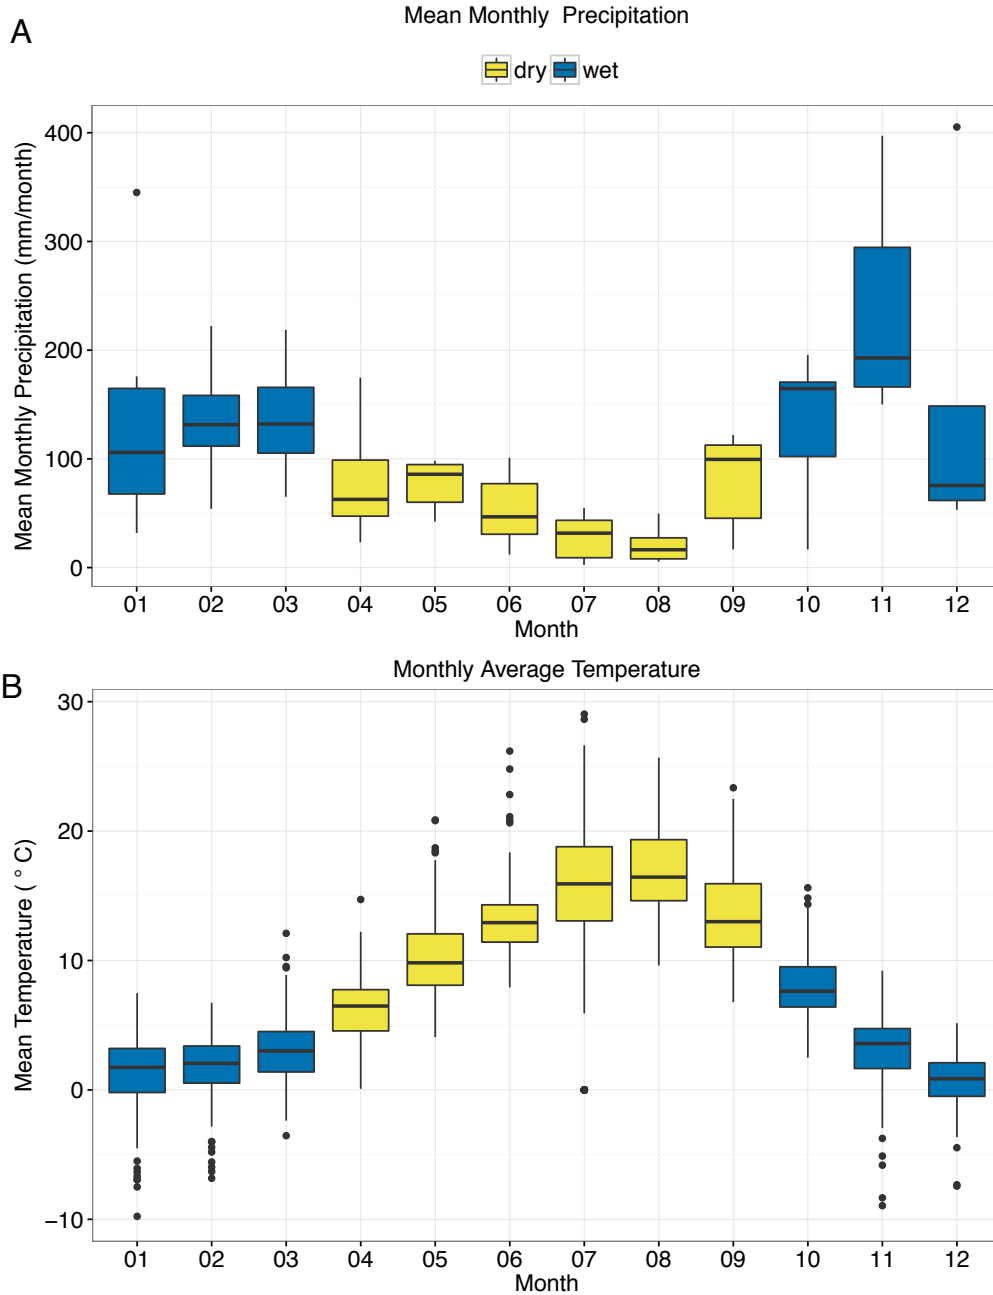 A
Mean Monthly  Precipitation
dry wet
Mean Monthly Precipitation (mm/month)
400
300
200
100
0
01 02 03 04 05 06 07 08 09 10 11 12
Month
B
Monthly Average Temperature
Mean Temperature ( ° C)
30
20
10
0
−10
01 02 03 04 05 06 07 08 09 10 11 12
Month